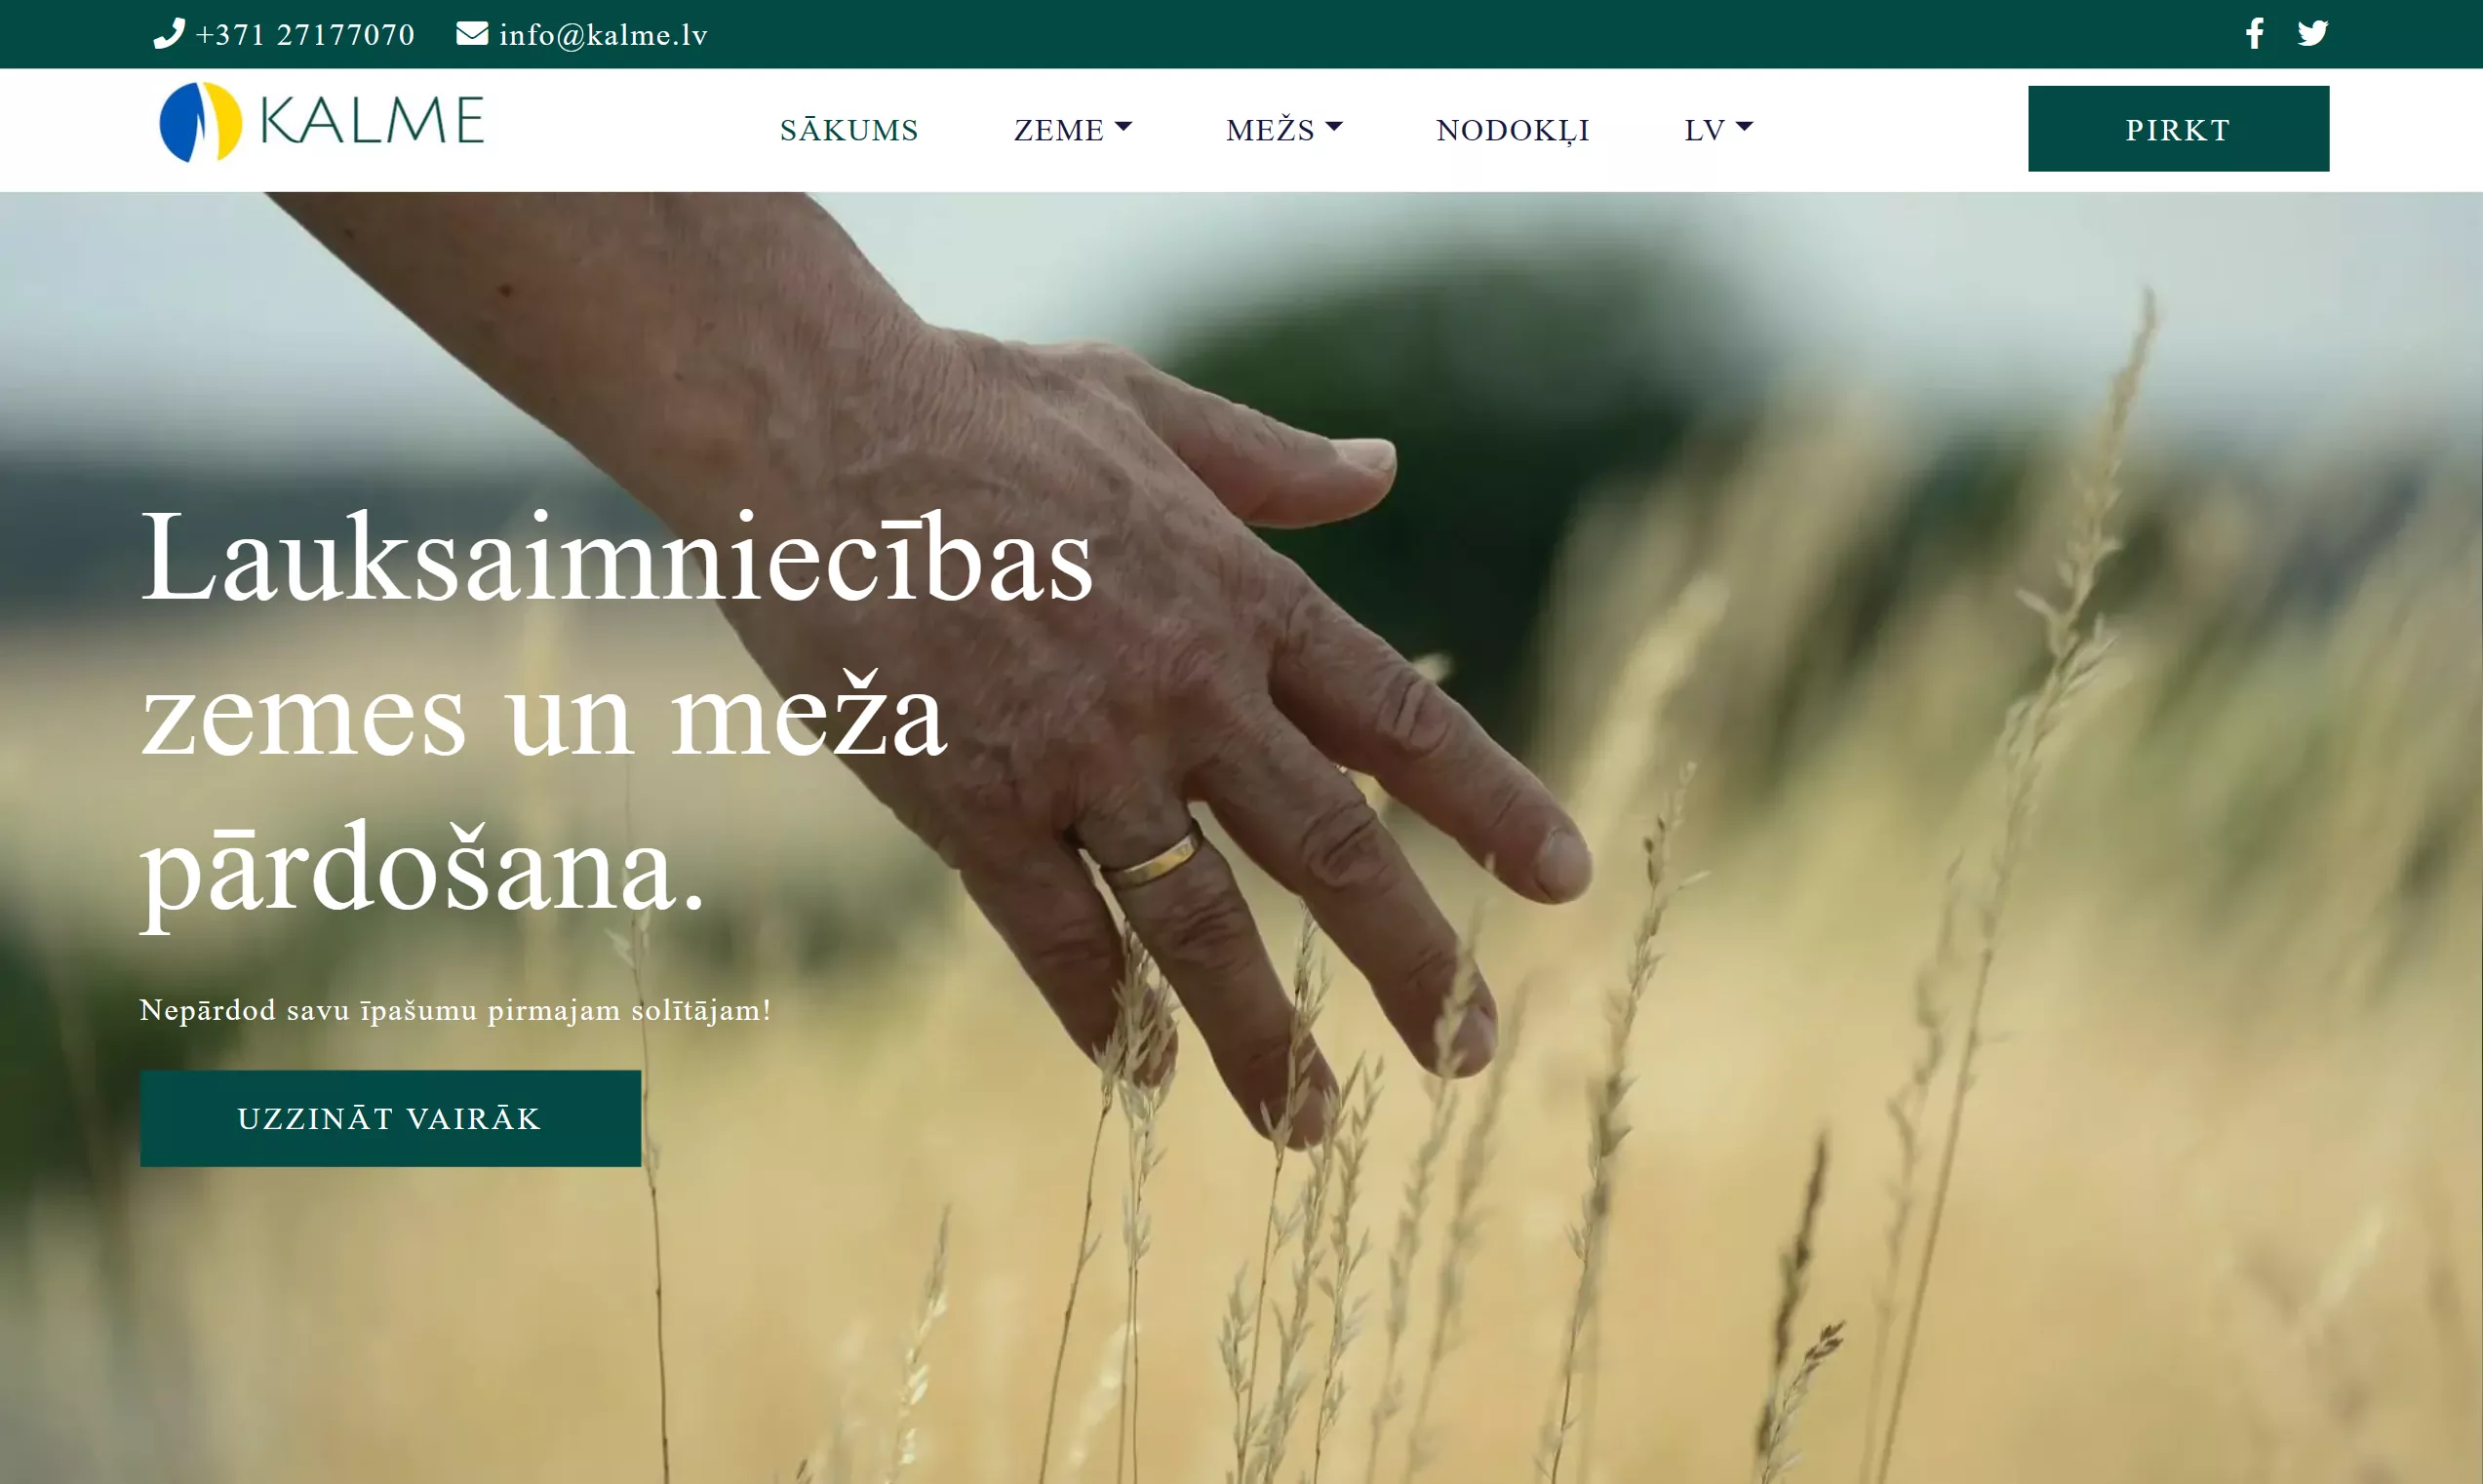 +371 27177070 info@kalme.lv
KALME
SĀKUMS ZEME MEŽS NODOKĻI LV PIRKT
Lauksaimniecības
zemes un meža
pārdošana.
Nepārdod savu īpašumu pirmajam solītājam!
UZZINĀT VAIRĀK